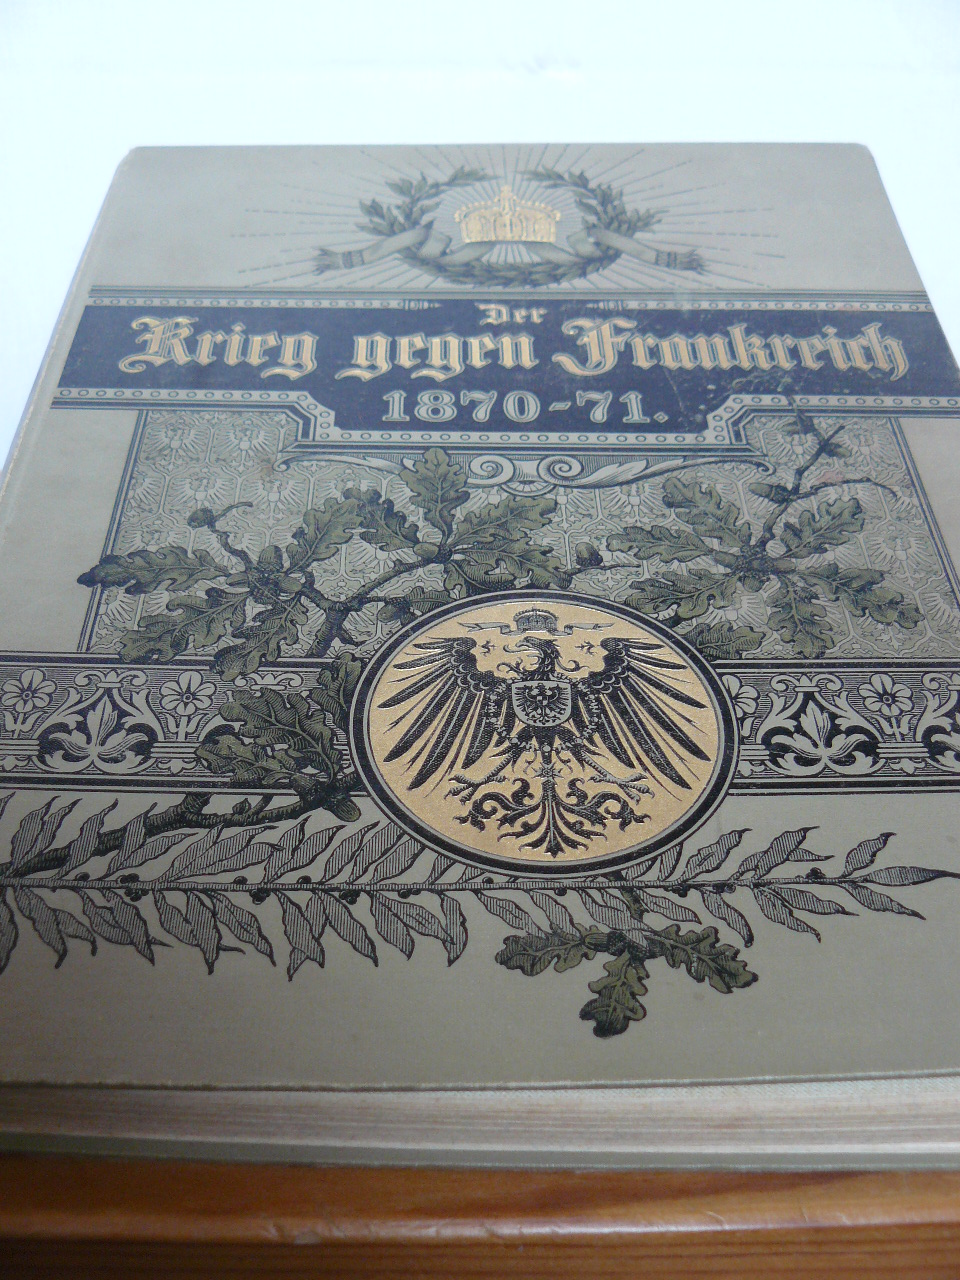 Der
Krieg gegen Frankreich
1870-71.